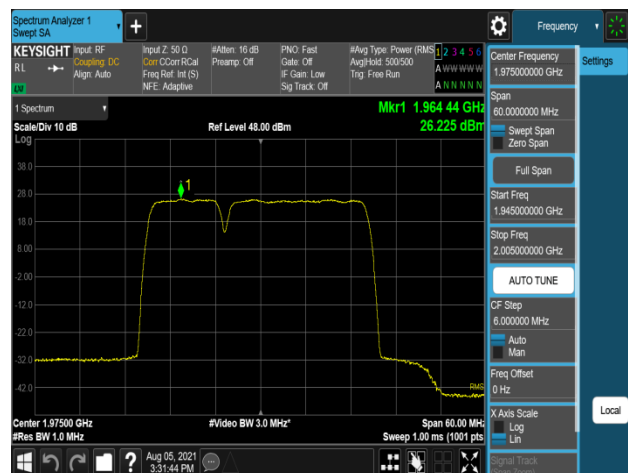 Spectrum Analyzer 1
Swept SA
+
Frequency
KEYSIGHT
RL
LXI
Input: RF
Coupling: DC
Align: Auto
Input Z: 50 Ω
Corr CCorr RCal
Freq Ref: Int (S)
NFE: Adaptive
#Atten: 16 dB
Preamp: Off
PNO: Fast
Gate: Off
IF Gain: Low
Sig Track: Off
#Avg Type: Power (RMS
Avg|Hold: 500/500
Trig: Free Run
1 2 3 4 5 6
A W W W W W
A N N N N N
1 Spectrum
Scale/Div 10 dB
Ref Level 48.00 dBm
Mkr1 1.964 44 GHz
26.225 dBm
Log
38.0
28.0
18.0
8.00
-2.00
-12.0
-22.0
-32.0
-42.0
1
RMS
Center 1.97500 GHz
#Res BW 1.0 MHz
#Video BW 3.0 MHz*
Span 60.00 MHz
Sweep 1.00 ms (1001 pts
Center Frequency
1.975000000 GHz
Settings
Span
60.0000000 MHz
Swept Span
Zero Span
Full Span
Start Freq
1.945000000 GHz
Stop Freq
2.005000000 GHz
AUTO TUNE
CF Step
6.000000 MHz
Auto
Man
Freq Offset
0 Hz
X Axis Scale
Log
Lin
Local
Signal Track
?
Aug 05, 2021
3:31:44 PM